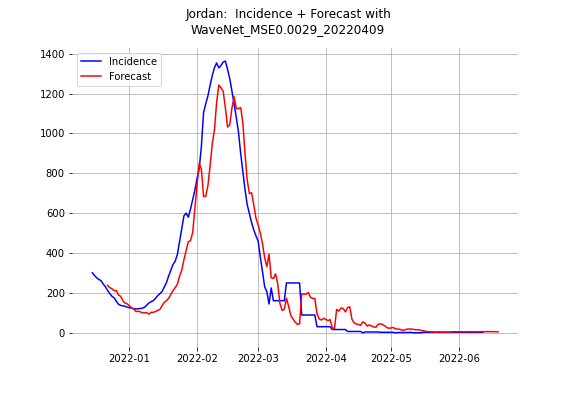 Jordan:  Incidence + Forecast with
WaveNet_MSE0.0029_20220409
Incidence
Forecast
1400
1200
1000
800
600
400
200
0
2022-01 2022-02 2022-03 2022-04 2022-05 2022-06